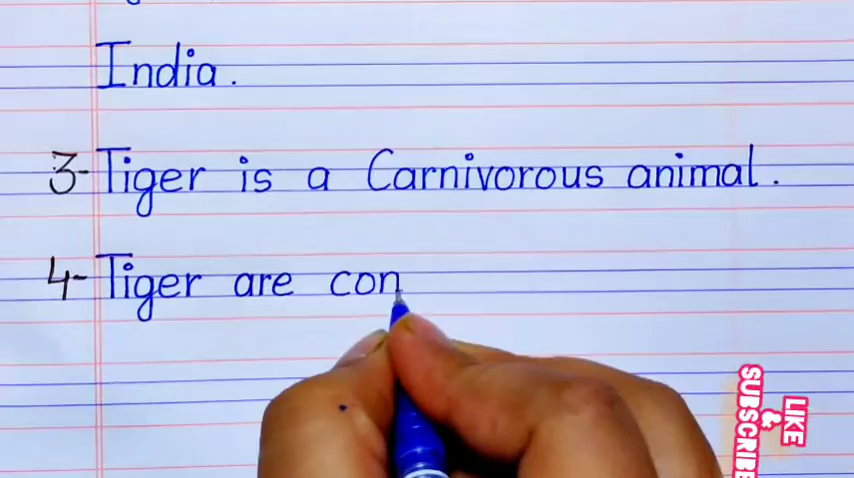 India.
3- Tiger is a Carnivorous animal.
4- Tiger are con
LIKE
&
SUBSCRIBE